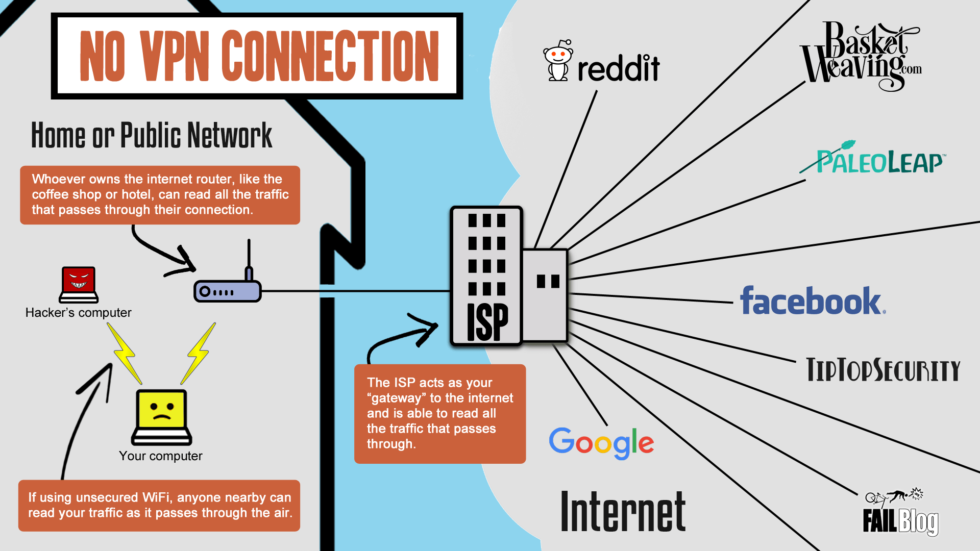 NO VPN CONNECTION
Home or Public Network
Whoever owns the internet router, like the
coffee shop or hotel, can read all the traffic
that passes through their connection.
Hacker's computer
Your computer
If using unsecured WiFi, anyone nearby can
read your traffic as it passes through the air.
ISP
The ISP acts as your
“gateway” to the internet
and is able to read all
the traffic that passes
through.
reddit
Basket
Weaving.com
PALEOLEAP™
facebook®
TIPTOPSECURITY
Google
FAILBlog
Internet